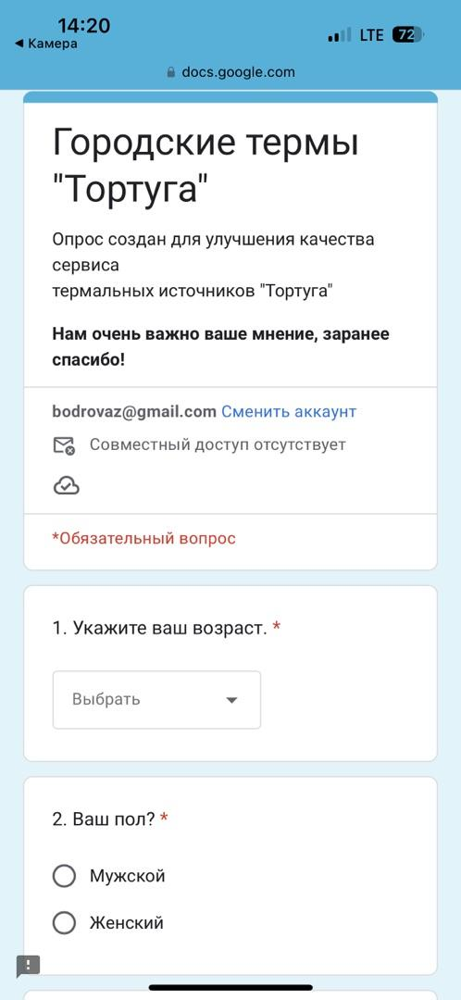 14:20
LTE 72
◀ Камера
docs.google.com
Городские термы
"Тортуга"
Опрос создан для улучшения качества
сервиса
термальных источников "Тортуга"
Нам очень важно ваше мнение, заранее
спасибо!
bodrovaz@gmail.com Сменить аккаунт
Совместный доступ отсутствует
*Обязательный вопрос
1. Укажите ваш возраст. *
Выбрать
2. Ваш пол? *
Мужской
Женский